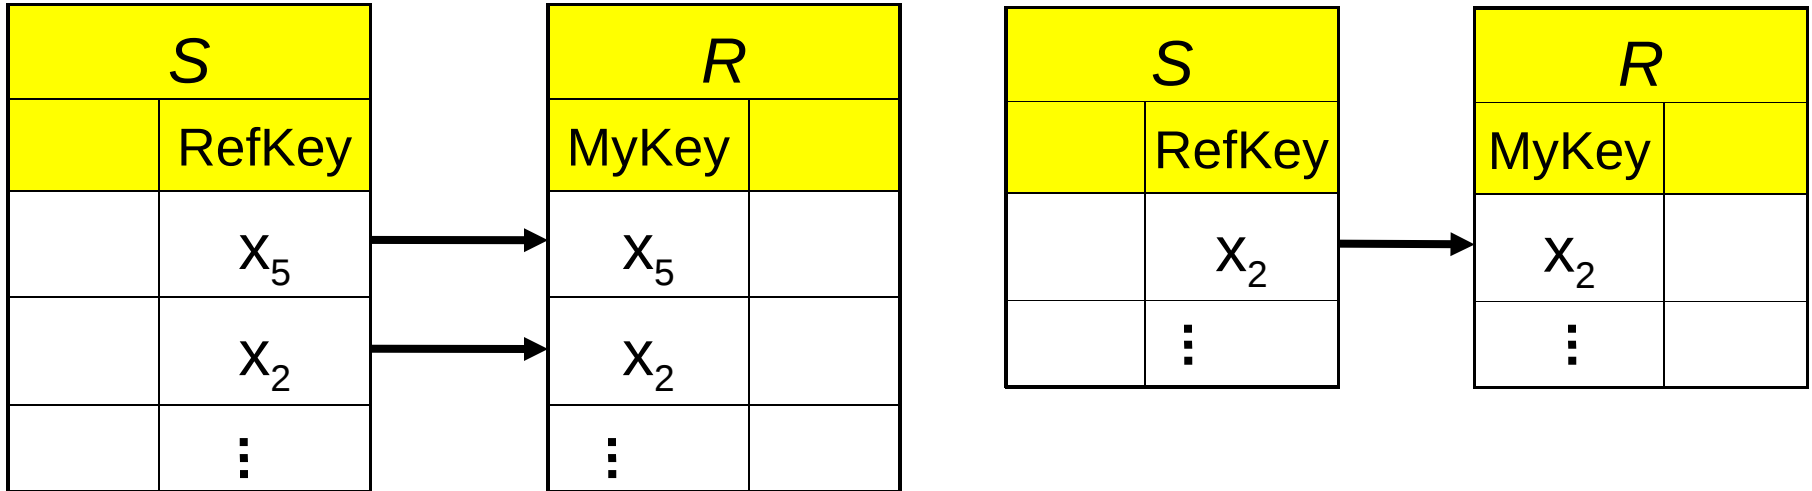 S R S R
RefKey MyKey RefKey MyKey
x5 x5 x2 x2
x2 x2 ⋮ ⋮
⋮ ⋮